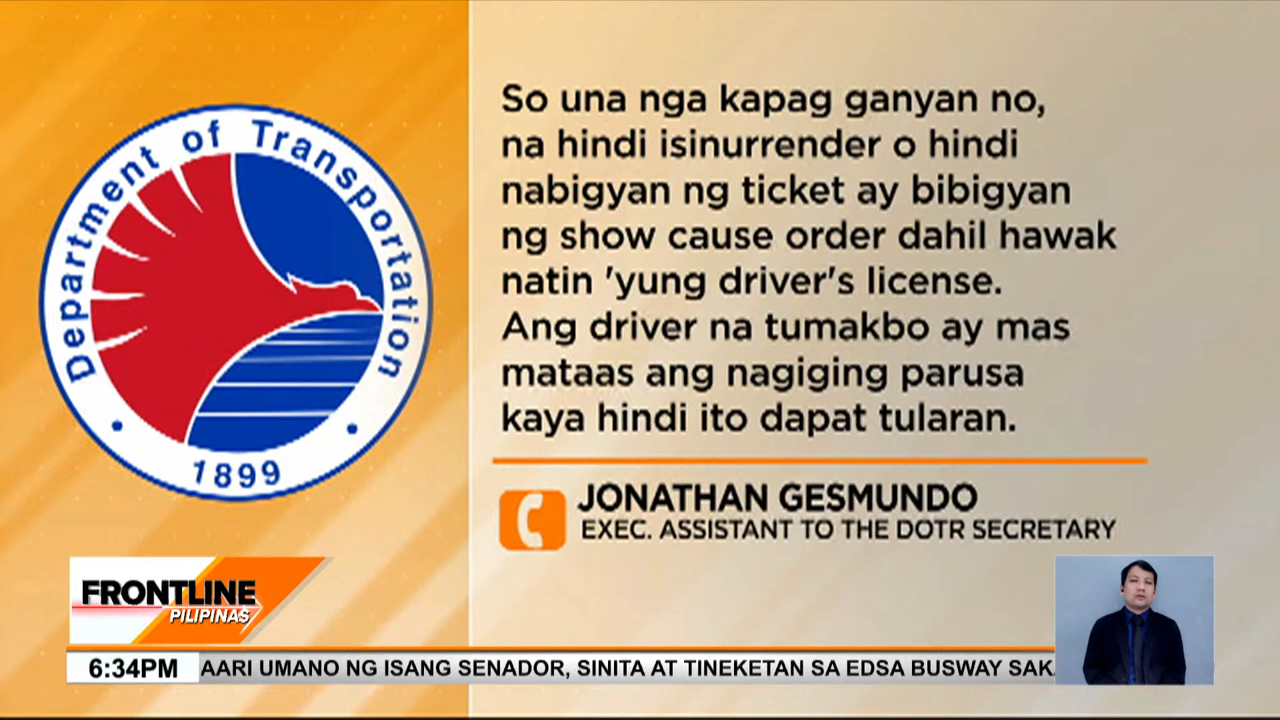 Department of Transportation
1899
So una nga kapag ganyan no,
na hindi isinurrender o hindi
nabigyan ng ticket ay bibigyan
ng show cause order dahil hawak
natin 'yung driver's license.
Ang driver na tumakbo ay mas
mataas ang nagiging parusa
kaya hindi ito dapat tularan.
JONATHAN GESMUNDO
EXEC. ASSISTANT TO THE DOTR SECRETARY
FRONTLINE
PILIPINAS
6:34PM AARI UMANO NG ISANG SENADOR, SINITA AT TINEKETAN SA EDSA BUSWAY SAKA